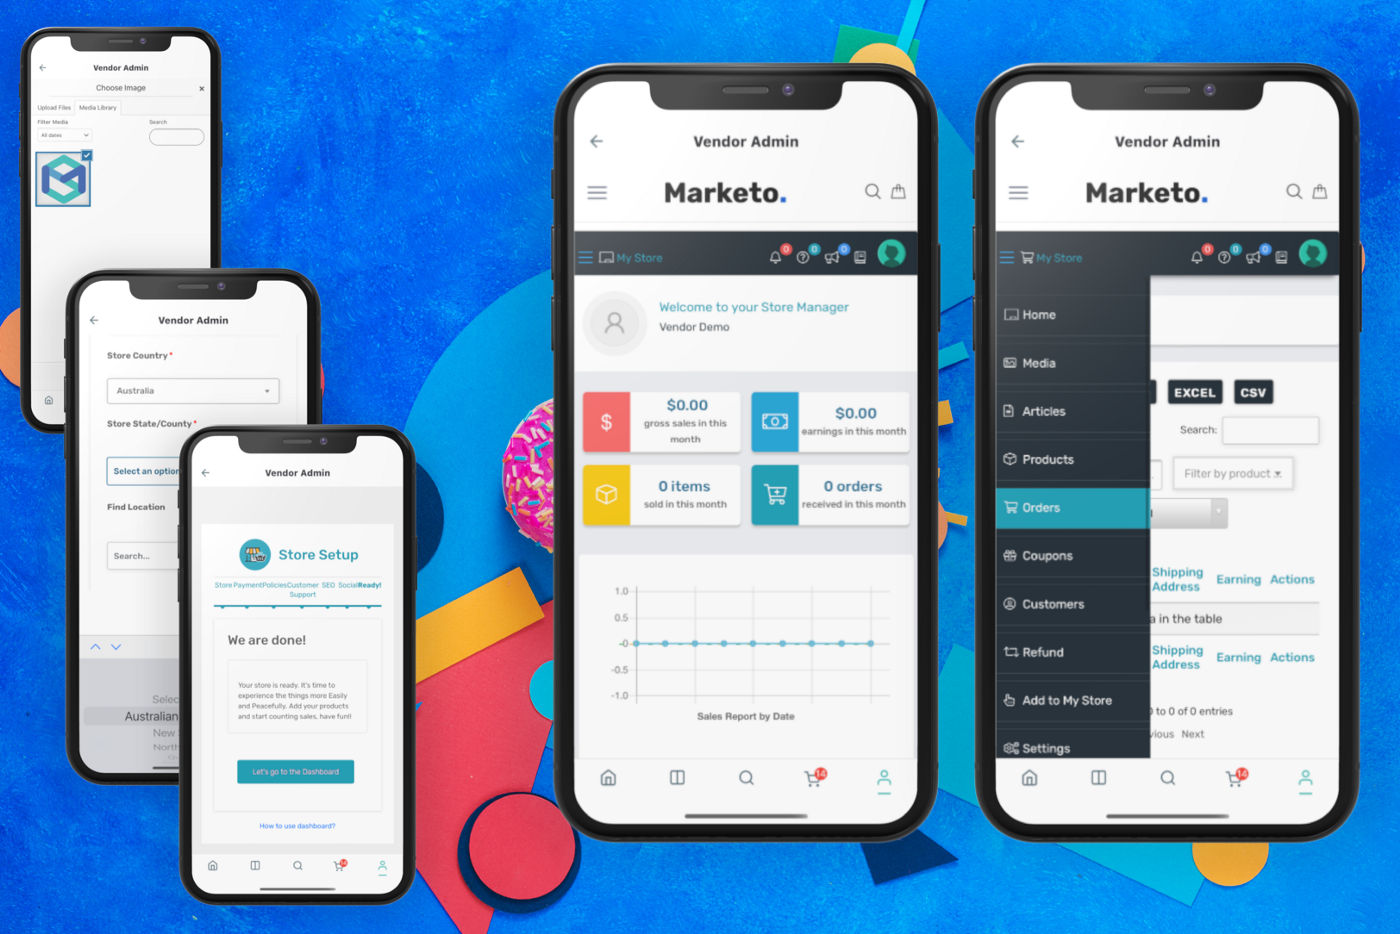 Vendor Admin
Choose Image
×
Upload Files
Media Library
Filter Media
Search
All dates
Vendor Admin
Store Country *
Australia
Store State/County *
Select an option
Find Location
Search...
Australian
New
North
Vendor Admin
Store Setup
Store Payment Policies Customer Support SEO Social Ready!
We are done!
Your store is ready. It's time to
experience the things more Easily
and Peacefully. Add your products
and start counting sales, have fun!!
Let's go to the Dashboard
How to use dashboard?
14
Vendor Admin
Marketo.
My Store
0
0
0
Welcome to your Store Manager
Vendor Demo
$
$0.00
gross sales in this
month
$0.00
earnings in this month
0 items
sold in this month
0 orders
received in this month
1.0
0.5
-0
-0.5
-1.0
Sales Report by Date
14
Vendor Admin
Marketo.
My Store
0
0
0
Home
Media
Articles
Products
Orders
Coupons
Customers
Refund
Add to My Store
Settings
EXCEL
CSV
Search:
Filter by product
Shipping
Address
Earning
Actions
in the table
Shipping
Address
Earning
Actions
to 0 of 0 entries
Next
14